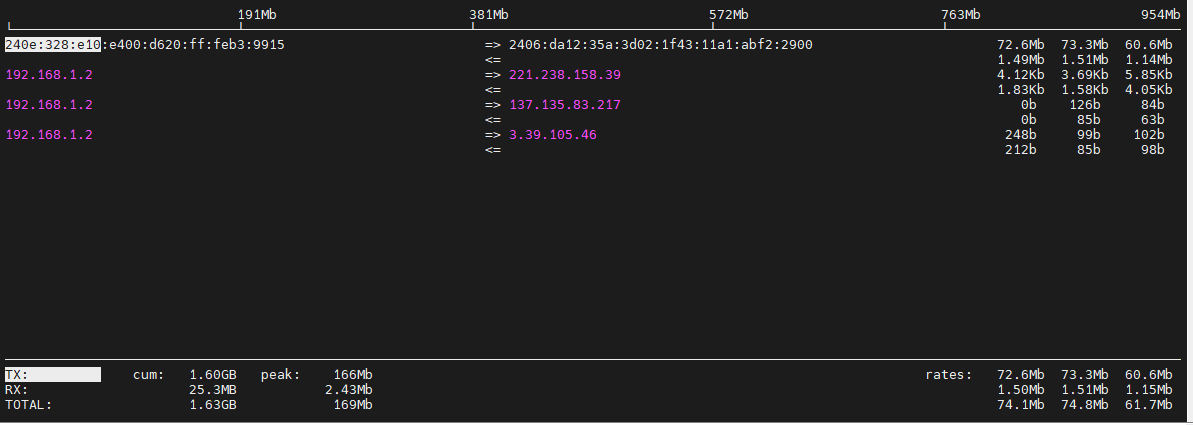 191Mb 381Mb 572Mb 763Mb 954Mb
240e:328:e10:e400:d620:ff:feb3:9915 => 2406:da12:35a:3d02:1f43:11a1:abf2:2900 72.6Mb 73.3Mb 60.6Mb
<= 1.49Mb 1.51Mb 1.14Mb
192.168.1.2 => 221.238.158.39 4.12Kb 3.69Kb 5.85Kb
<= 1.83Kb 1.58Kb 4.05Kb
192.168.1.2 => 137.135.83.217 0b 126b 84b
<= 0b 85b 63b
192.168.1.2 => 3.39.105.46 248b 99b 102b
<= 212b 85b 98b
TX: cum: 1.60GB peak: 166Mb rates: 72.6Mb 73.3Mb 60.6Mb
RX: 25.3MB 2.43Mb 1.50Mb 1.51Mb 1.15Mb
TOTAL: 1.63GB 169Mb 74.1Mb 74.8Mb 61.7Mb